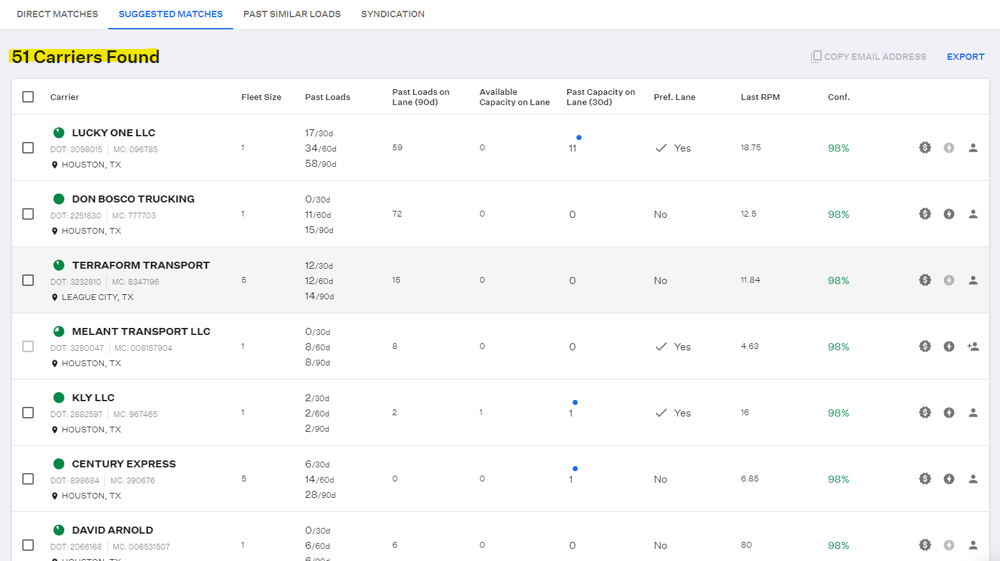 DIRECT MATCHES SUGGESTED MATCHES PAST SIMILAR LOADS SYNDICATION
51 Carriers Found COPY EMAIL ADDRESS EXPORT
Carrier Fleet Size Past Loads Past Loads on Lane (90d) Available Capacity on Lane Past Capacity on Lane (30d) Pref. Lane Last RPM Conf.
LUCKY ONE LLC 17/30d
DOT: 3098015 MC: 096785 1 34/60d 59 0 11 Yes 18.75 98%
HOUSTON, TX 58/90d
DON BOSCO TRUCKING 0/30d
DOT: 2251830 MC: 777703 1 11/60d 72 0 0 No 12.5 98%
HOUSTON, TX 15/90d
TERRAFORM TRANSPORT 12/30d
DOT: 3232810 MC: 8347196 5 12/60d 15 0 0 No 11.84 98%
LEAGUE CITY, TX 14/90d
MELANT TRANSPORT LLC 0/30d
DOT: 3280047 MC: 008157904 1 8/60d 8 0 0 Yes 4.63 98%
HOUSTON, TX 8/90d
KLY LLC 2/30d
DOT: 2882597 MC: 967465 1 2/60d 2 1 1 Yes 16 98%
HOUSTON, TX 2/90d
CENTURY EXPRESS 6/30d
DOT: 898684 MC: 390676 5 14/60d 0 0 1 No 6.85 98%
HOUSTON, TX 28/90d
DAVID ARNOLD 0/30d
DOT: 2066168 MC: 006531507 1 6/60d 6 0 0 No 80 98%
HOUSTON, TX 6/90d